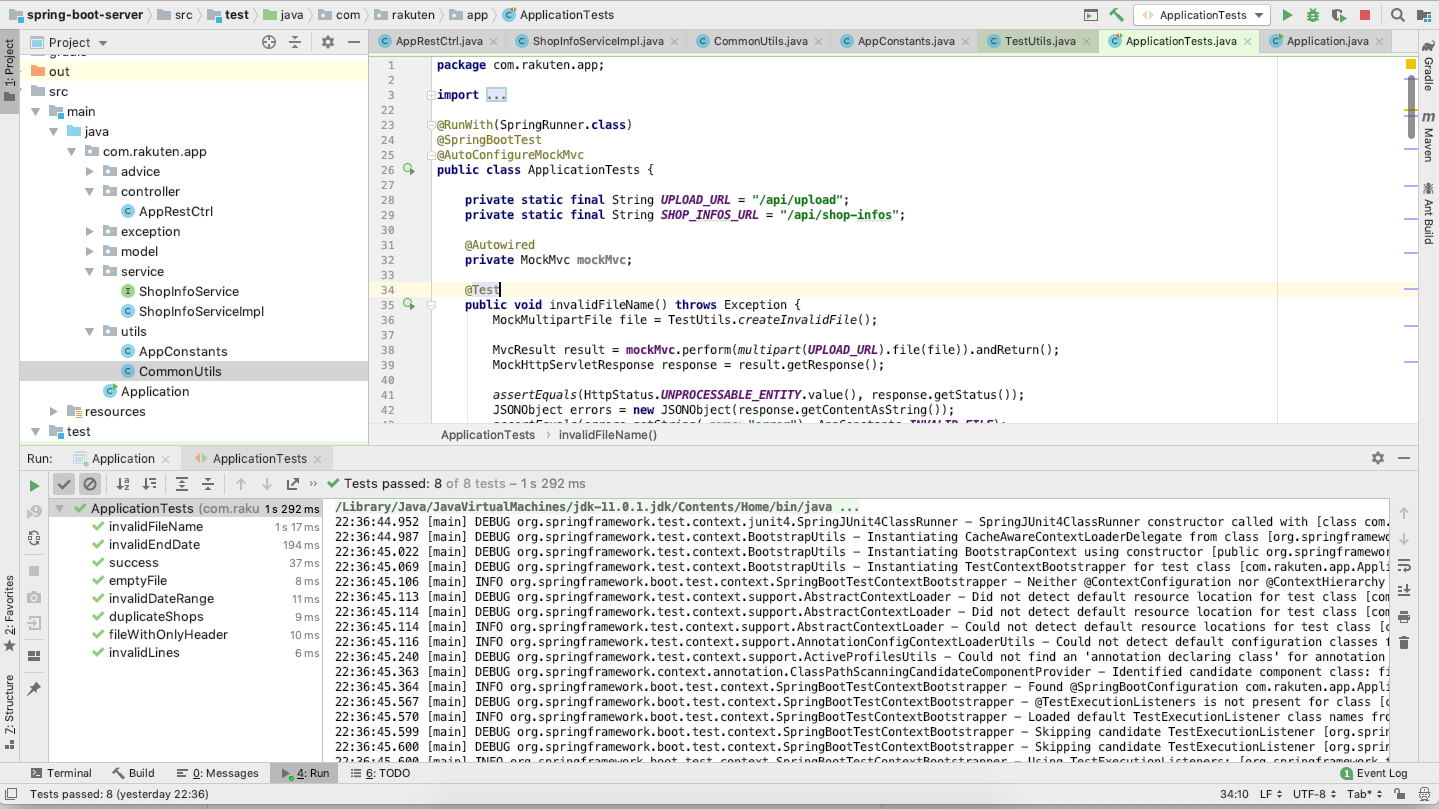 spring-boot-server src test java com rakuten app ApplicationTests
ApplicationTests
1: Project
Project
out
src
main
java
com.rakuten.app
advice
controller
AppRestCtrl
exception
model
service
ShopInfoService
ShopInfoServiceImpl
utils
AppConstants
CommonUtils
Application
resources
test
AppRestCtrl.java ShopInfoServiceImpl.java CommonUtils.java AppConstants.java TestUtils.java ApplicationTests.java Application.java
1 package com.rakuten.app;
2
3 import ...
22
23 @RunWith(SpringRunner.class)
24 @SpringBootTest
25 @AutoConfigureMockMvc
26 public class ApplicationTests {
27
28 private static final String UPLOAD_URL = "/api/upload";
29 private static final String SHOP_INFOS_URL = "/api/shop-infos";
30
31 @Autowired
32 private MockMvc mockMvc;
33
34 @Test
35 public void invalidFileName() throws Exception {
36 MockMultipartFile file = TestUtils.createInvalidFile();
37
38 MvcResult result = mockMvc.perform(multipart(UPLOAD_URL).file(file)).andReturn();
39 MockHttpServletResponse response = result.getResponse();
40
41 assertEquals(HttpStatus.UNPROCESSABLE_ENTITY.value(), response.getStatus());
42 JSONObject errors = new JSONObject(response.getContentAsString());
ApplicationTests > invalidFileName()
Gradle
Maven
Ant Build
Run: Application ApplicationTests
Tests passed: 8 of 8 tests – 1 s 292 ms
ApplicationTests (com.raku 1 s 292 ms
invalidFileName 1 s 17 ms
invalidEndDate 194 ms
success 37 ms
emptyFile 8 ms
invalidDateRange 11 ms
duplicateShops 9 ms
fileWithOnlyHeader 10 ms
invalidLines 6 ms
/Library/Java/JavaVirtualMachines/jdk-11.0.1.jdk/Contents/Home/bin/java ...
22:36:44.952 [main] DEBUG org.springframework.test.context.junit4.SpringJUnit4ClassRunner – SpringJUnit4ClassRunner constructor called with [class com.
22:36:44.987 [main] DEBUG org.springframework.test.context.BootstrapUtils – Instantiating CacheAwareContextLoaderDelegate from class [org.springframewo
22:36:45.022 [main] DEBUG org.springframework.test.context.BootstrapUtils – Instantiating BootstrapContext using constructor [public org.springframewor
22:36:45.069 [main] DEBUG org.springframework.test.context.BootstrapUtils – Instantiating TestContextBootstrapper for test class [com.rakuten.app.Appli
22:36:45.106 [main] INFO org.springframework.boot.test.context.SpringBootTestContextBootstrapper – Neither @ContextConfiguration nor @ContextHierarchy
22:36:45.113 [main] DEBUG org.springframework.test.context.support.AbstractContextLoader – Did not detect default resource location for test class [com
22:36:45.114 [main] DEBUG org.springframework.test.context.support.AbstractContextLoader – Did not detect default resource location for test class [com
22:36:45.114 [main] DEBUG org.springframework.test.context.support.AbstractContextLoader – Could not detect default resource locations for test class [c
22:36:45.116 [main] INFO org.springframework.test.context.support.AnnotationConfigContextLoaderUtils – Could not detect default configuration classes f
22:36:45.240 [main] DEBUG org.springframework.test.context.support.ActiveProfilesUtils – Could not find an 'annotation declaring class' for annotation
22:36:45.363 [main] DEBUG org.springframework.context.annotation.ClassPathScanningCandidateComponentProvider – Identified candidate component class: fi
22:36:45.364 [main] INFO org.springframework.boot.test.context.SpringBootTestContextBootstrapper – Found @SpringBootConfiguration com.rakuten.app.Appli
22:36:45.567 [main] DEBUG org.springframework.boot.test.context.SpringBootTestContextBootstrapper – @TestExecutionListeners is not present for class [c
22:36:45.570 [main] INFO org.springframework.boot.test.context.SpringBootTestContextBootstrapper – Loaded default TestExecutionListener class names fro
22:36:45.599 [main] DEBUG org.springframework.boot.test.context.SpringBootTestContextBootstrapper – Skipping candidate TestExecutionListener [org.sprin
22:36:45.600 [main] DEBUG org.springframework.boot.test.context.SpringBootTestContextBootstrapper – Skipping candidate TestExecutionListener [org.sprin
2: Favorites
Z: Structure
Terminal Build 0: Messages 4: Run 6: TODO Event Log
Tests passed: 8 (yesterday 22:36) 34:10 LF UTF-8 Tab*